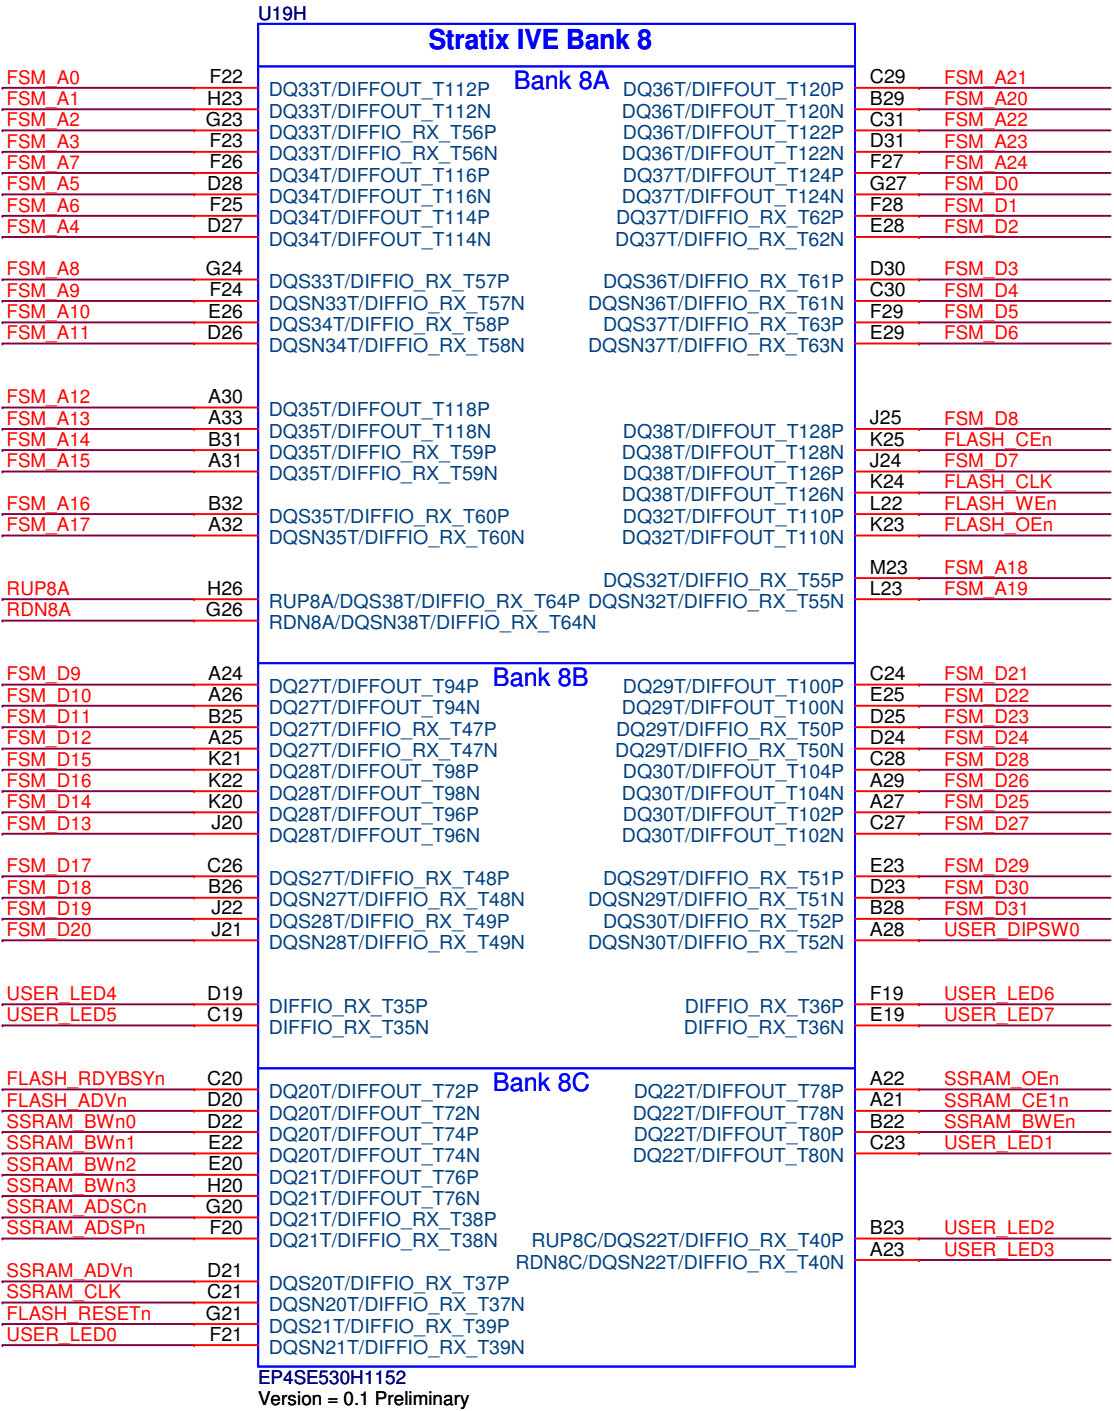 U19H
Stratix IVE Bank 8
Bank 8A
FSM_A0 F22 DQ33T/DIFFOUT_T112P DQ36T/DIFFOUT_T120P C29 FSM_A21
FSM_A1 H23 DQ33T/DIFFOUT_T112N DQ36T/DIFFOUT_T120N B29 FSM_A20
FSM_A2 G23 DQ33T/DIFFIO_RX_T56P DQ36T/DIFFOUT_T122P C31 FSM_A22
FSM_A3 F23 DQ33T/DIFFIO_RX_T56N DQ36T/DIFFOUT_T122N D31 FSM_A23
FSM_A7 F26 DQ34T/DIFFOUT_T116P DQ37T/DIFFOUT_T124P F27 FSM_A24
FSM_A5 D28 DQ34T/DIFFOUT_T116N DQ37T/DIFFOUT_T124N G27 FSM_D0
FSM_A6 F25 DQ34T/DIFFOUT_T114P DQ37T/DIFFIO_RX_T62P F28 FSM_D1
FSM_A4 D27 DQ34T/DIFFOUT_T114N DQ37T/DIFFIO_RX_T62N E28 FSM_D2
FSM_A8 G24 DQS33T/DIFFIO_RX_T57P DQS36T/DIFFIO_RX_T61P D30 FSM_D3
FSM_A9 F24 DQSN33T/DIFFIO_RX_T57N DQSN36T/DIFFIO_RX_T61N C30 FSM_D4
FSM_A10 E26 DQS34T/DIFFIO_RX_T58P DQS37T/DIFFIO_RX_T63P F29 FSM_D5
FSM_A11 D26 DQSN34T/DIFFIO_RX_T58N DQSN37T/DIFFIO_RX_T63N E29 FSM_D6
FSM_A12 A30 DQ35T/DIFFOUT_T118P
FSM_A13 A33 DQ35T/DIFFOUT_T118N DQ38T/DIFFOUT_T128P J25 FSM_D8
FSM_A14 B31 DQ35T/DIFFIO_RX_T59P DQ38T/DIFFOUT_T128N K25 FLASH_CEn
FSM_A15 A31 DQ35T/DIFFIO_RX_T59N DQ38T/DIFFOUT_T126P J24 FSM_D7
DQ38T/DIFFOUT_T126N K24 FLASH_CLK
FSM_A16 B32 DQS35T/DIFFIO_RX_T60P DQ32T/DIFFOUT_T110P L22 FLASH_WEn
FSM_A17 A32 DQSN35T/DIFFIO_RX_T60N DQ32T/DIFFOUT_T110N K23 FLASH_OEn
DQS32T/DIFFIO_RX_T55P M23 FSM_A18
RUP8A H26 RUP8A/DQS38T/DIFFIO_RX_T64P DQSN32T/DIFFIO_RX_T55N L23 FSM_A19
RDN8A G26 RDN8A/DQSN38T/DIFFIO_RX_T64N
Bank 8B
FSM_D9 A24 DQ27T/DIFFOUT_T94P DQ29T/DIFFOUT_T100P C24 FSM_D21
FSM_D10 A26 DQ27T/DIFFOUT_T94N DQ29T/DIFFOUT_T100N E25 FSM_D22
FSM_D11 B25 DQ27T/DIFFIO_RX_T47P DQ29T/DIFFIO_RX_T50P D25 FSM_D23
FSM_D12 A25 DQ27T/DIFFIO_RX_T47N DQ29T/DIFFIO_RX_T50N D24 FSM_D24
FSM_D15 K21 DQ28T/DIFFOUT_T98P DQ30T/DIFFOUT_T104P C28 FSM_D28
FSM_D16 K22 DQ28T/DIFFOUT_T98N DQ30T/DIFFOUT_T104N A29 FSM_D26
FSM_D14 K20 DQ28T/DIFFOUT_T96P DQ30T/DIFFOUT_T102P A27 FSM_D25
FSM_D13 J20 DQ28T/DIFFOUT_T96N DQ30T/DIFFOUT_T102N C27 FSM_D27
FSM_D17 C26 DQS27T/DIFFIO_RX_T48P DQS29T/DIFFIO_RX_T51P E23 FSM_D29
FSM_D18 B26 DQSN27T/DIFFIO_RX_T48N DQSN29T/DIFFIO_RX_T51N D23 FSM_D30
FSM_D19 J22 DQS28T/DIFFIO_RX_T49P DQS30T/DIFFIO_RX_T52P B28 FSM_D31
FSM_D20 J21 DQSN28T/DIFFIO_RX_T49N DQSN30T/DIFFIO_RX_T52N A28 USER_DIPSW0
USER_LED4 D19 DIFFIO_RX_T35P DIFFIO_RX_T36P F19 USER_LED6
USER_LED5 C19 DIFFIO_RX_T35N DIFFIO_RX_T36N E19 USER_LED7
Bank 8C
FLASH_RDYBSYn C20 DQ20T/DIFFOUT_T72P DQ22T/DIFFOUT_T78P A22 SSRAM_OEn
FLASH_ADVn D20 DQ20T/DIFFOUT_T72N DQ22T/DIFFOUT_T78N A21 SSRAM_CE1n
SSRAM_BWn0 D22 DQ20T/DIFFOUT_T74P DQ22T/DIFFOUT_T80P B22 SSRAM_BWEn
SSRAM_BWn1 E22 DQ20T/DIFFOUT_T74N DQ22T/DIFFOUT_T80N C23 USER_LED1
SSRAM_BWn2 E20 DQ21T/DIFFOUT_T76P
SSRAM_BWn3 H20 DQ21T/DIFFOUT_T76N
SSRAM_ADSCn G20 DQ21T/DIFFIO_RX_T38P
SSRAM_ADSPn F20 DQ21T/DIFFIO_RX_T38N RUP8C/DQS22T/DIFFIO_RX_T40P B23 USER_LED2
RDN8C/DQSN22T/DIFFIO_RX_T40N A23 USER_LED3
SSRAM_ADVn D21 DQS20T/DIFFIO_RX_T37P
SSRAM_CLK C21 DQSN20T/DIFFIO_RX_T37N
FLASH_RESETn G21 DQS21T/DIFFIO_RX_T39P
USER_LED0 F21 DQSN21T/DIFFIO_RX_T39N
EP4SE530H1152
Version = 0.1 Preliminary